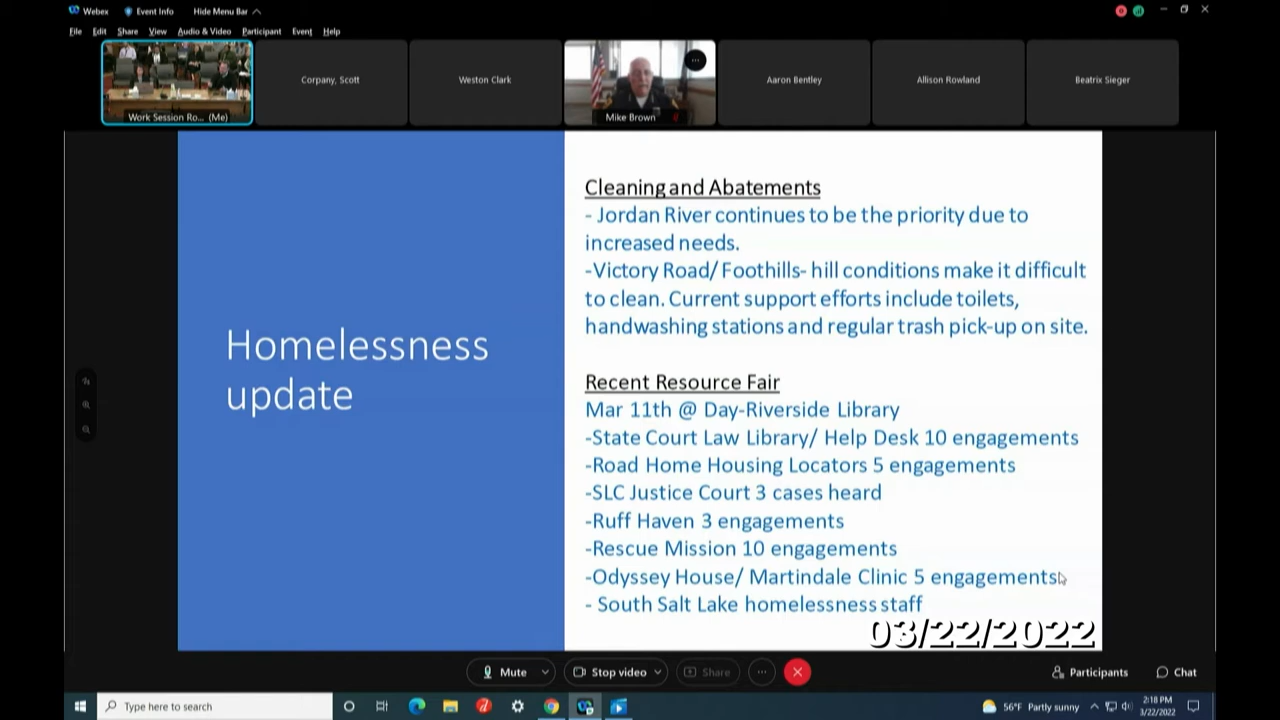 Webex Event Info Hide Menu Bar
File Edit Share View Audio & Video Participant Event Help
Work Session Ro... (Me)
Corpany, Scott
Weston Clark
Mike Brown
Aaron Bentley
Allison Rowland
Beatrix Sieger
Homelessness
update
Cleaning and Abatements
- Jordan River continues to be the priority due to
increased needs.
-Victory Road/ Foothills- hill conditions make it difficult
to clean. Current support efforts include toilets,
handwashing stations and regular trash pick-up on site.
Recent Resource Fair
Mar 11th @ Day-Riverside Library
-State Court Law Library/ Help Desk 10 engagements
-Road Home Housing Locators 5 engagements
-SLC Justice Court 3 cases heard
-Ruff Haven 3 engagements
-Rescue Mission 10 engagements
-Odyssey House/ Martindale Clinic 5 engagements
- South Salt Lake homelessness staff
03/22/2022
Mute Stop video Share Participants Chat
Type here to search
56°F Partly sunny
2:18 PM
3/22/2022